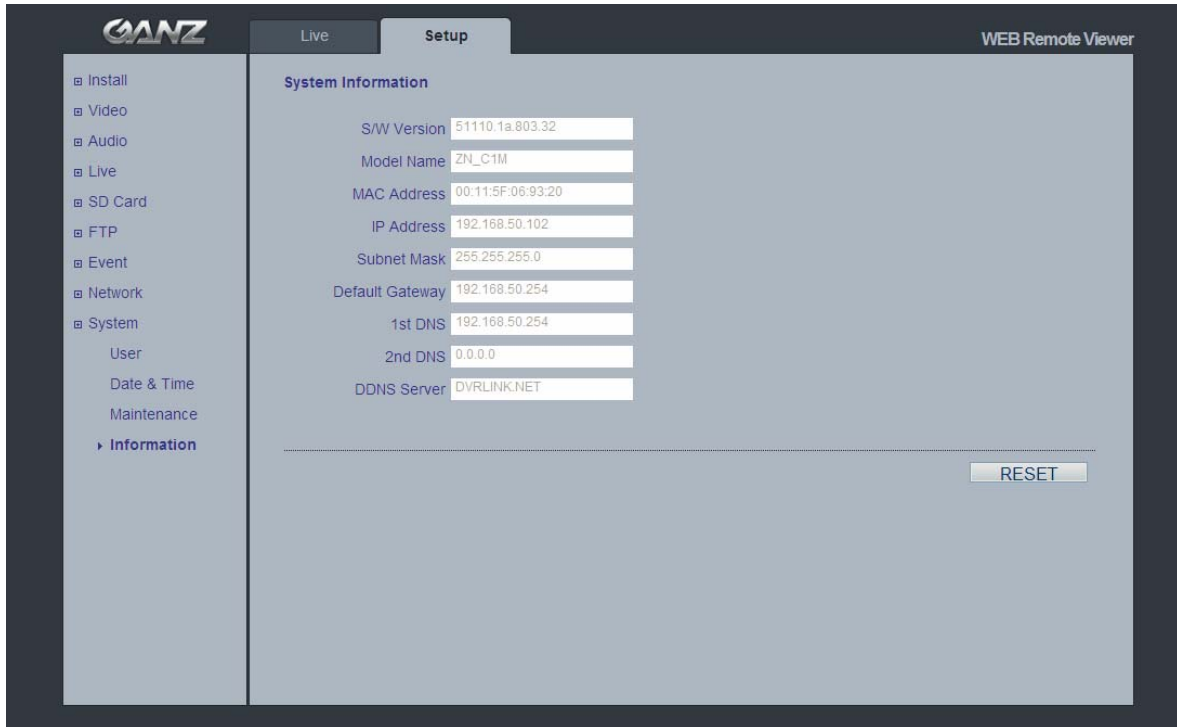 GANZ
Live
Setup
WEB Remote Viewer
Install
Video
Audio
Live
SD Card
FTP
Event
Network
System
User
Date & Time
Maintenance
Information
System Information
S/W Version 51110.1a.803.32
Model Name ZN_C1M
MAC Address 00:11:5F:06:93:20
IP Address 192.168.50.102
Subnet Mask 255.255.255.0
Default Gateway 192.168.50.254
1st DNS 192.168.50.254
2nd DNS 0.0.0.0
DDNS Server DVRLINK.NET
RESET